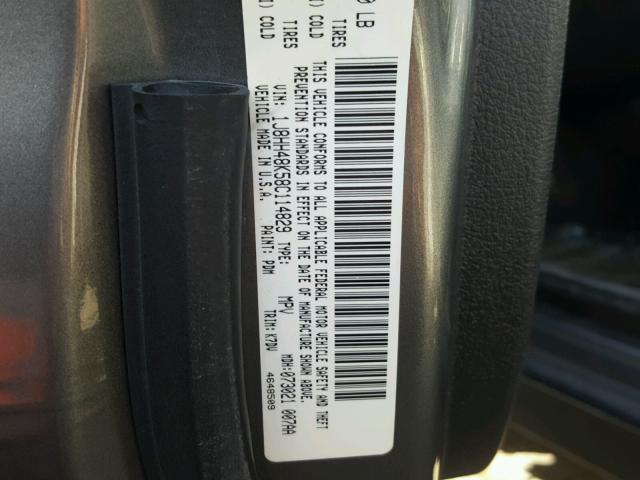 0 LB
TIRES TIRES
I) COLD I) COLD
THIS VEHICLE CONFORMS TO ALL APPLICABLE FEDERAL MOTOR VEHICLE SAFETY AND THEFT
PREVENTION STANDARDS IN EFFECT ON THE DATE OF MANUFACTURE SHOWN ABOVE.
VIN: 1J8HH48K58C114829 TYPE: MPV MDH:073021 007AA
VEHICLE MADE IN U.S.A. PAINT: PDM TRIM: K7DV 4648509